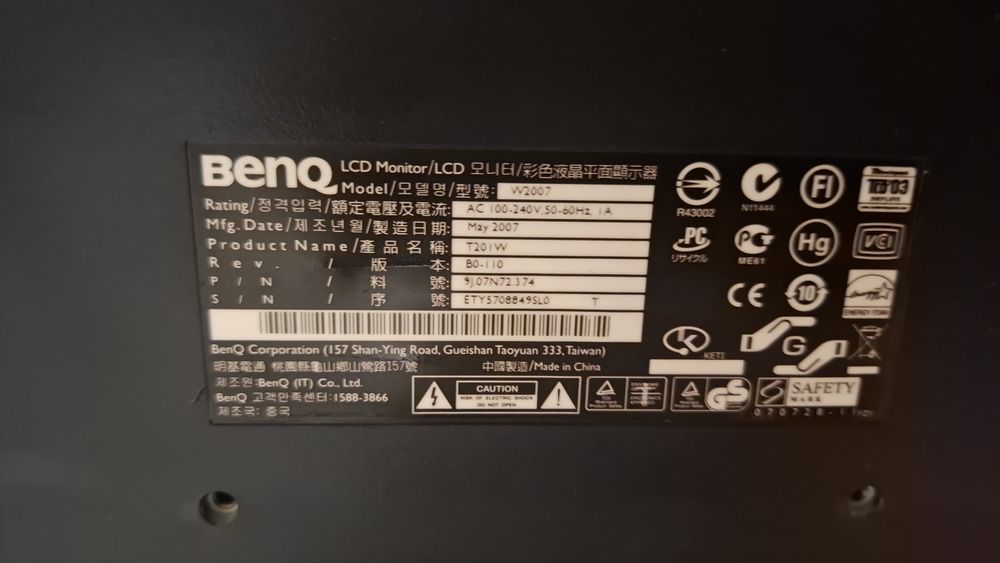 BenQ LCD Monitor/LCD 모니터/彩色液晶平面顯示器
Model/모델명/型號: W2007
Rating/정격입력/額定電壓及電流: AC 100-240V,50-60Hz, 1A
Mfg. Date/제조년월/製造日期: May 2007
Product Name/產品名稱: T201W
Rev. / 版本: B0-110
P/N / 料號: 9J.07N72.374
S/N / 序號: ETY5708849SL0 T
BenQ Corporation (157 Shan-Ying Road, Gueishan Taoyuan 333, Taiwan)
明基電通 桃園縣龜山鄉山鶯路157號 中國製造/Made in China
제조원:BenQ (IT) Co., Ltd.
BenQ 고객만족센터:1588-3866
제조국: 중국
CAUTION
RISK OF ELECTRIC SHOCK
DO NOT OPEN
R43002
N11444
FI
TCO'03
PC
リサイクル
PG
ME61
Hg
VCI
CE
10
ENERGY STAR
K
KETI
G
GS
S SAFETY
MARK